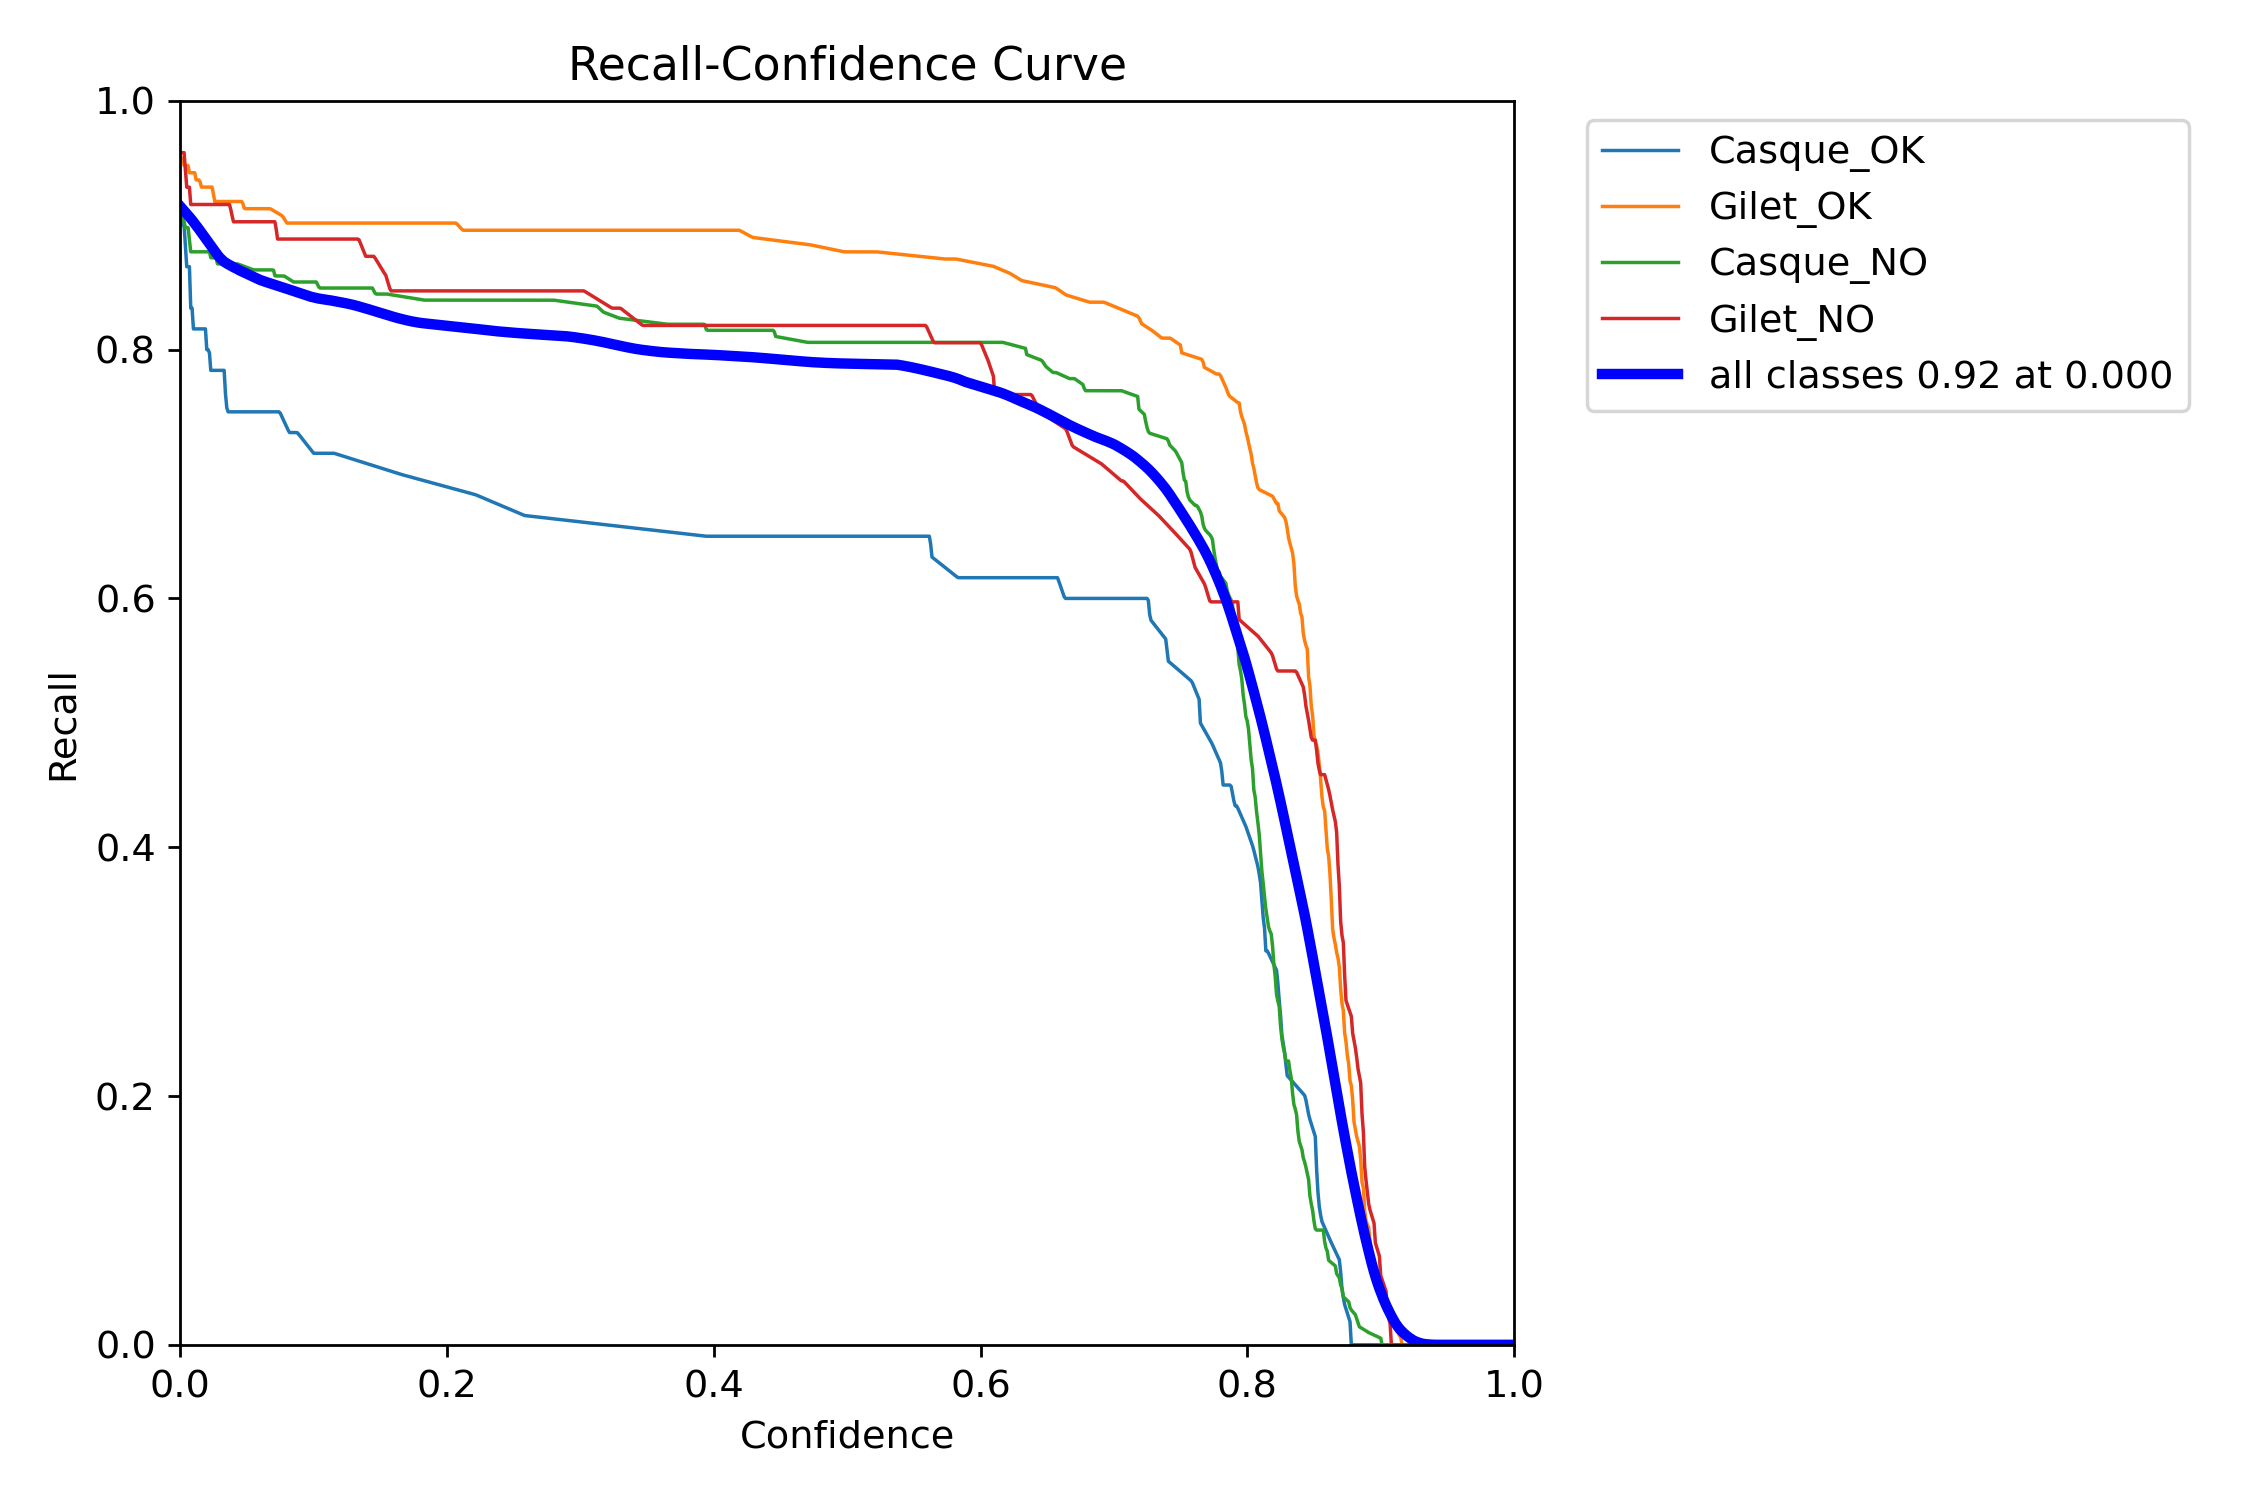 Recall-Confidence Curve
1.0
0.8
0.6
0.4
0.2
0.0
Recall
0.0 0.2 0.4 0.6 0.8 1.0
Confidence
Casque_OK
Gilet_OK
Casque_NO
Gilet_NO
all classes 0.92 at 0.000